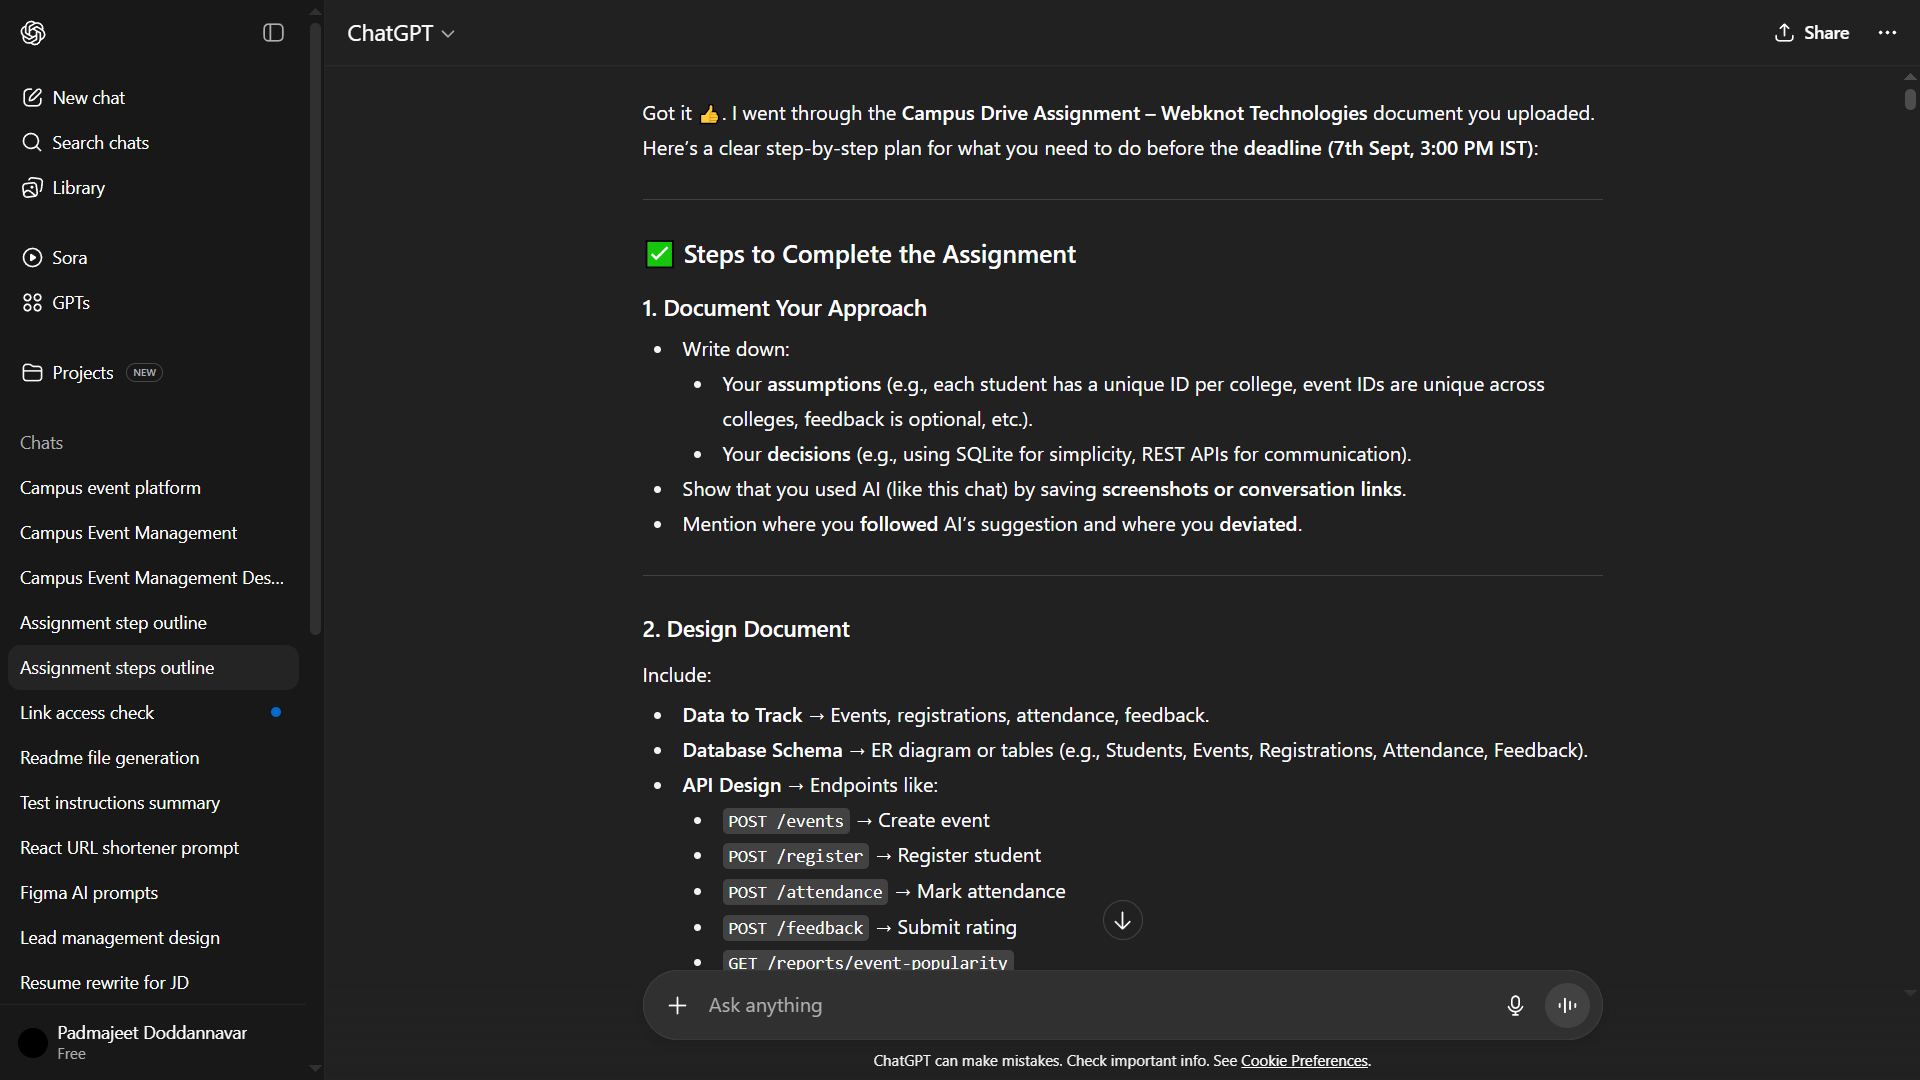 ChatGPT
Share
New chat
Search chats
Library
Sora
GPTs
Projects NEW
Chats
Campus event platform
Campus Event Management
Campus Event Management Des...
Assignment step outline
Assignment steps outline
Link access check
Readme file generation
Test instructions summary
React URL shortener prompt
Figma AI prompts
Lead management design
Resume rewrite for JD
Padmajeet Doddannavar
Free
Got it 👍. I went through the Campus Drive Assignment – Webknot Technologies document you uploaded.
Here’s a clear step-by-step plan for what you need to do before the deadline (7th Sept, 3:00 PM IST):
✅ Steps to Complete the Assignment
1. Document Your Approach
• Write down:
• Your assumptions (e.g., each student has a unique ID per college, event IDs are unique across
colleges, feedback is optional, etc.).
• Your decisions (e.g., using SQLite for simplicity, REST APIs for communication).
• Show that you used AI (like this chat) by saving screenshots or conversation links.
• Mention where you followed AI’s suggestion and where you deviated.
2. Design Document
Include:
• Data to Track → Events, registrations, attendance, feedback.
• Database Schema → ER diagram or tables (e.g., Students, Events, Registrations, Attendance, Feedback).
• API Design → Endpoints like:
• POST /events → Create event
• POST /register → Register student
• POST /attendance → Mark attendance
• POST /feedback → Submit rating
• GET /reports/event-popularity
Ask anything
ChatGPT can make mistakes. Check important info. See Cookie Preferences.